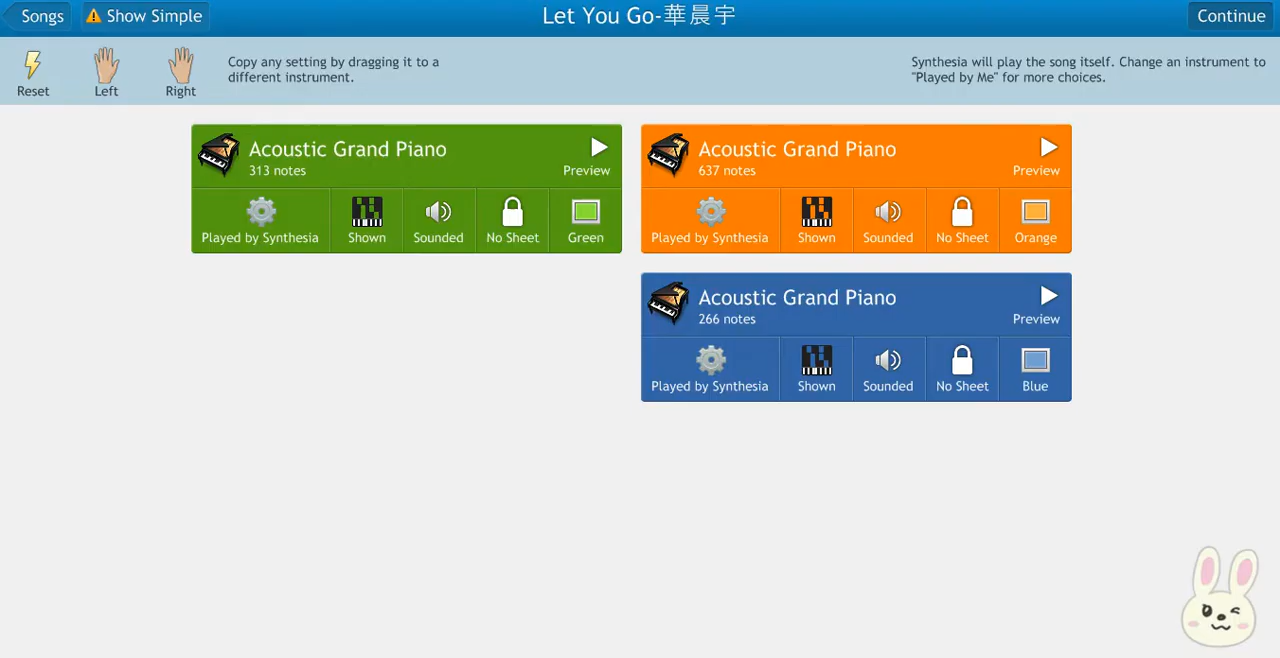 Songs
Show Simple
Let You Go-華晨宇
Continue
Reset
Left
Right
Copy any setting by dragging it to a
different instrument.
Synthesia will play the song itself. Change an instrument to
"Played by Me" for more choices.
Acoustic Grand Piano
313 notes
Preview
Played by Synthesia
Shown
Sounded
No Sheet
Green
Acoustic Grand Piano
637 notes
Preview
Played by Synthesia
Shown
Sounded
No Sheet
Orange
Acoustic Grand Piano
266 notes
Preview
Played by Synthesia
Shown
Sounded
No Sheet
Blue